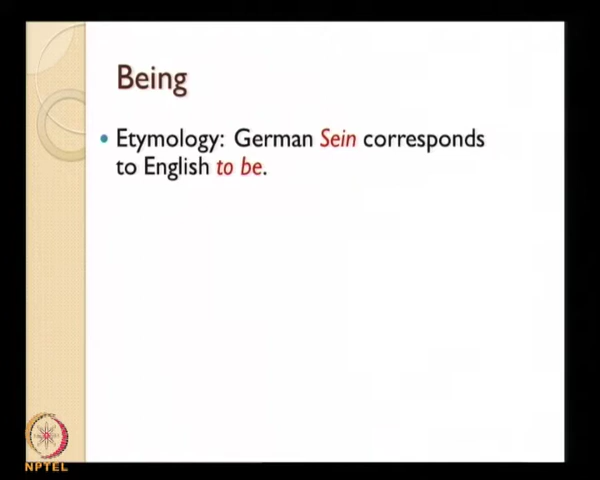 Being
Etymology: German Sein corresponds
to English to be.
NPTEL